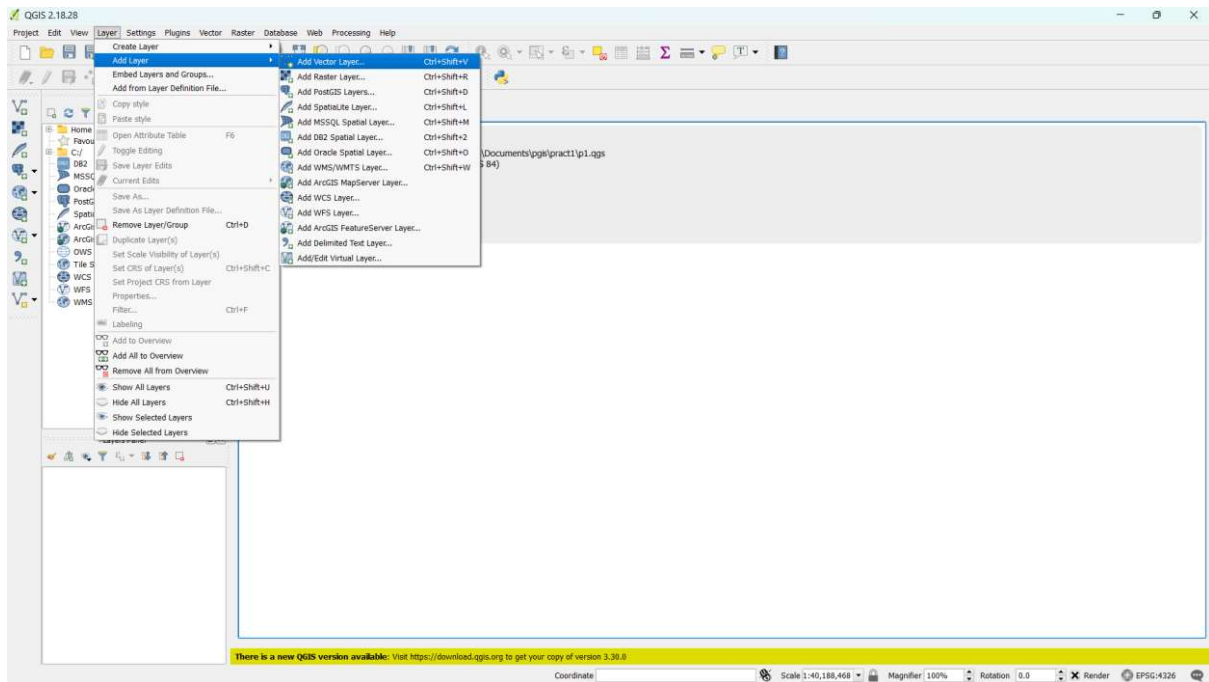 QGIS 2.18.28
Project Edit View Layer Settings Plugins Vector Raster Database Web Processing Help
Create Layer
Add Layer
Embed Layers and Groups...
Add from Layer Definition File...
Copy style
Paste style
Open Attribute Table F6
Toggle Editing
Save Layer Edits
Current Edits
Save As...
Save As Layer Definition File...
Remove Layer/Group Ctrl+D
Duplicate Layer(s)
Set Scale Visibility of Layer(s)
Set CRS of Layer(s) Ctrl+Shift+C
Set Project CRS from Layer
Properties...
Filter... Ctrl+F
Labeling
Add to Overview
Add All to Overview
Remove All from Overview
Show All Layers Ctrl+Shift+U
Hide All Layers Ctrl+Shift+H
Show Selected Layers
Hide Selected Layers
Add Vector Layer... Ctrl+Shift+V
Add Raster Layer... Ctrl+Shift+R
Add PostGIS Layers... Ctrl+Shift+D
Add SpatiaLite Layer... Ctrl+Shift+L
Add MSSQL Spatial Layer... Ctrl+Shift+M
Add DB2 Spatial Layer... Ctrl+Shift+2
Add Oracle Spatial Layer... Ctrl+Shift+O
Add WMS/WMTS Layer... Ctrl+Shift+W
Add ArcGIS MapServer Layer...
Add WCS Layer...
Add WFS Layer...
Add ArcGIS FeatureServer Layer...
Add Delimited Text Layer...
Add/Edit Virtual Layer...
\Documents\pgis\pract1\p1.qgs
S 84)
Home
Favou
C:/
DB2
MSSQ
Oracl
PostG
Spatia
ArcGi
ArcGi
OWS
Tile S
WCS
WFS
WMS
Layers Panel
There is a new QGIS version available: Visit https://download.qgis.org to get your copy of version 3.30.0
Coordinate Scale 1:40,188,468 Magnifier 100% Rotation 0.0 Render EPSG:4326